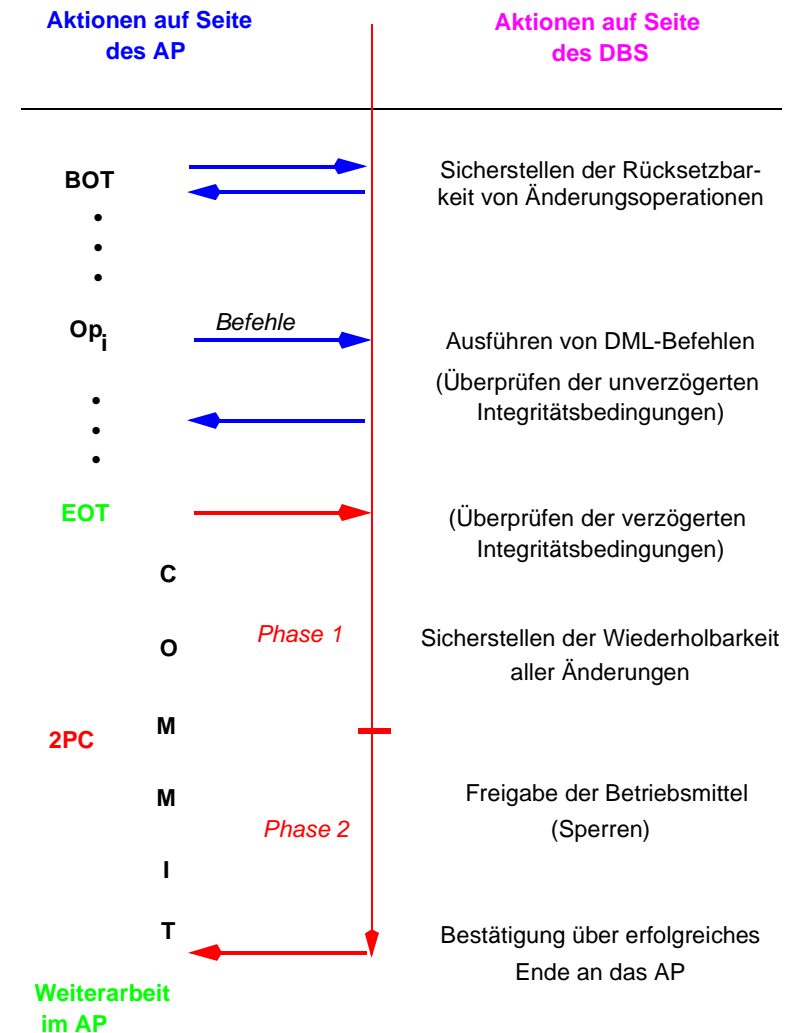 Aktionen auf Seite
des AP
Aktionen auf Seite
des DBS
BOT
Sicherstellen der Rücksetzbar-
keit von Änderungsoperationen
•
•
•
Op i
Befehle
Ausführen von DML-Befehlen
(Überprüfen der unverzögerten
Integritätsbedingungen)
•
•
•
EOT
(Überprüfen der verzögerten
Integritätsbedingungen)
C
O
Phase 1
Sicherstellen der Wiederholbarkeit
aller Änderungen
2PC
M
M
Phase 2
Freigabe der Betriebsmittel
(Sperren)
I
T
Bestätigung über erfolgreiches
Ende an das AP
Weiterarbeit
im AP